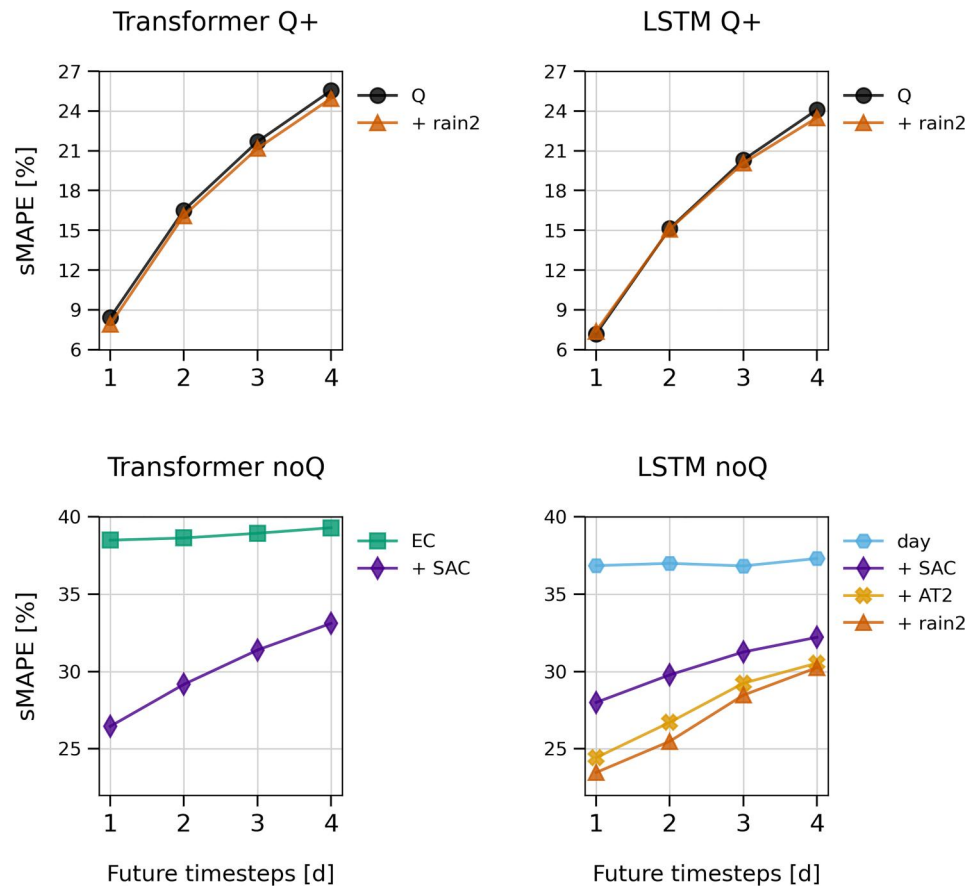 Transformer Q+
sMAPE [%]
27
24
21
18
15
12
9
6
1 2 3 4
Q
+ rain2
LSTM Q+
27
24
21
18
15
12
9
6
1 2 3 4
Q
+ rain2
Transformer noQ
sMAPE [%]
40
35
30
25
1 2 3 4
Future timesteps [d]
EC
+ SAC
LSTM noQ
40
35
30
25
1 2 3 4
Future timesteps [d]
day
+ SAC
+ AT2
+ rain2